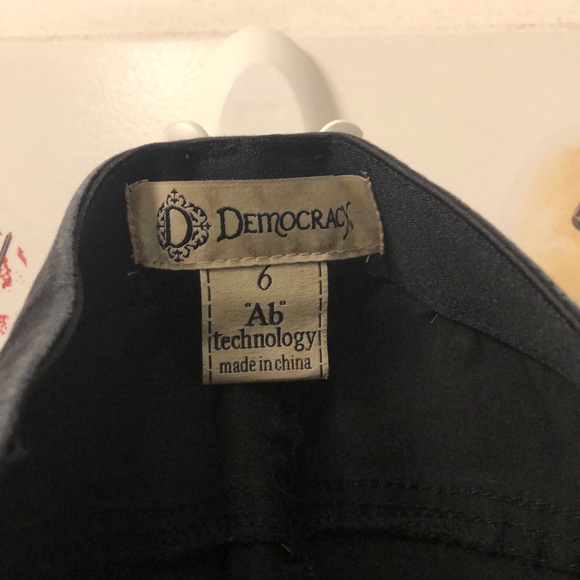 D DEMOCRACY
6
"Ab"
technology
made in china